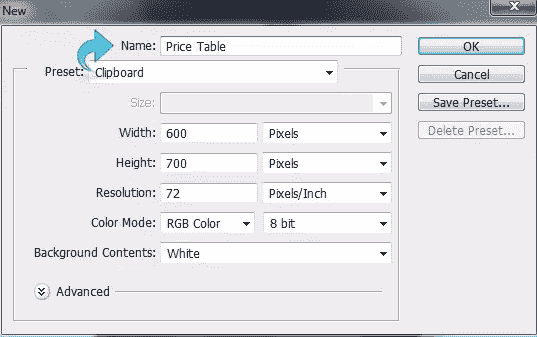 New
Name: Price Table OK
Preset: Clipboard Cancel
Size: Save Preset...
Width: 600 Pixels Delete Preset...
Height: 700 Pixels
Resolution: 72 Pixels/Inch
Color Mode: RGB Color 8 bit
Background Contents: White
Advanced